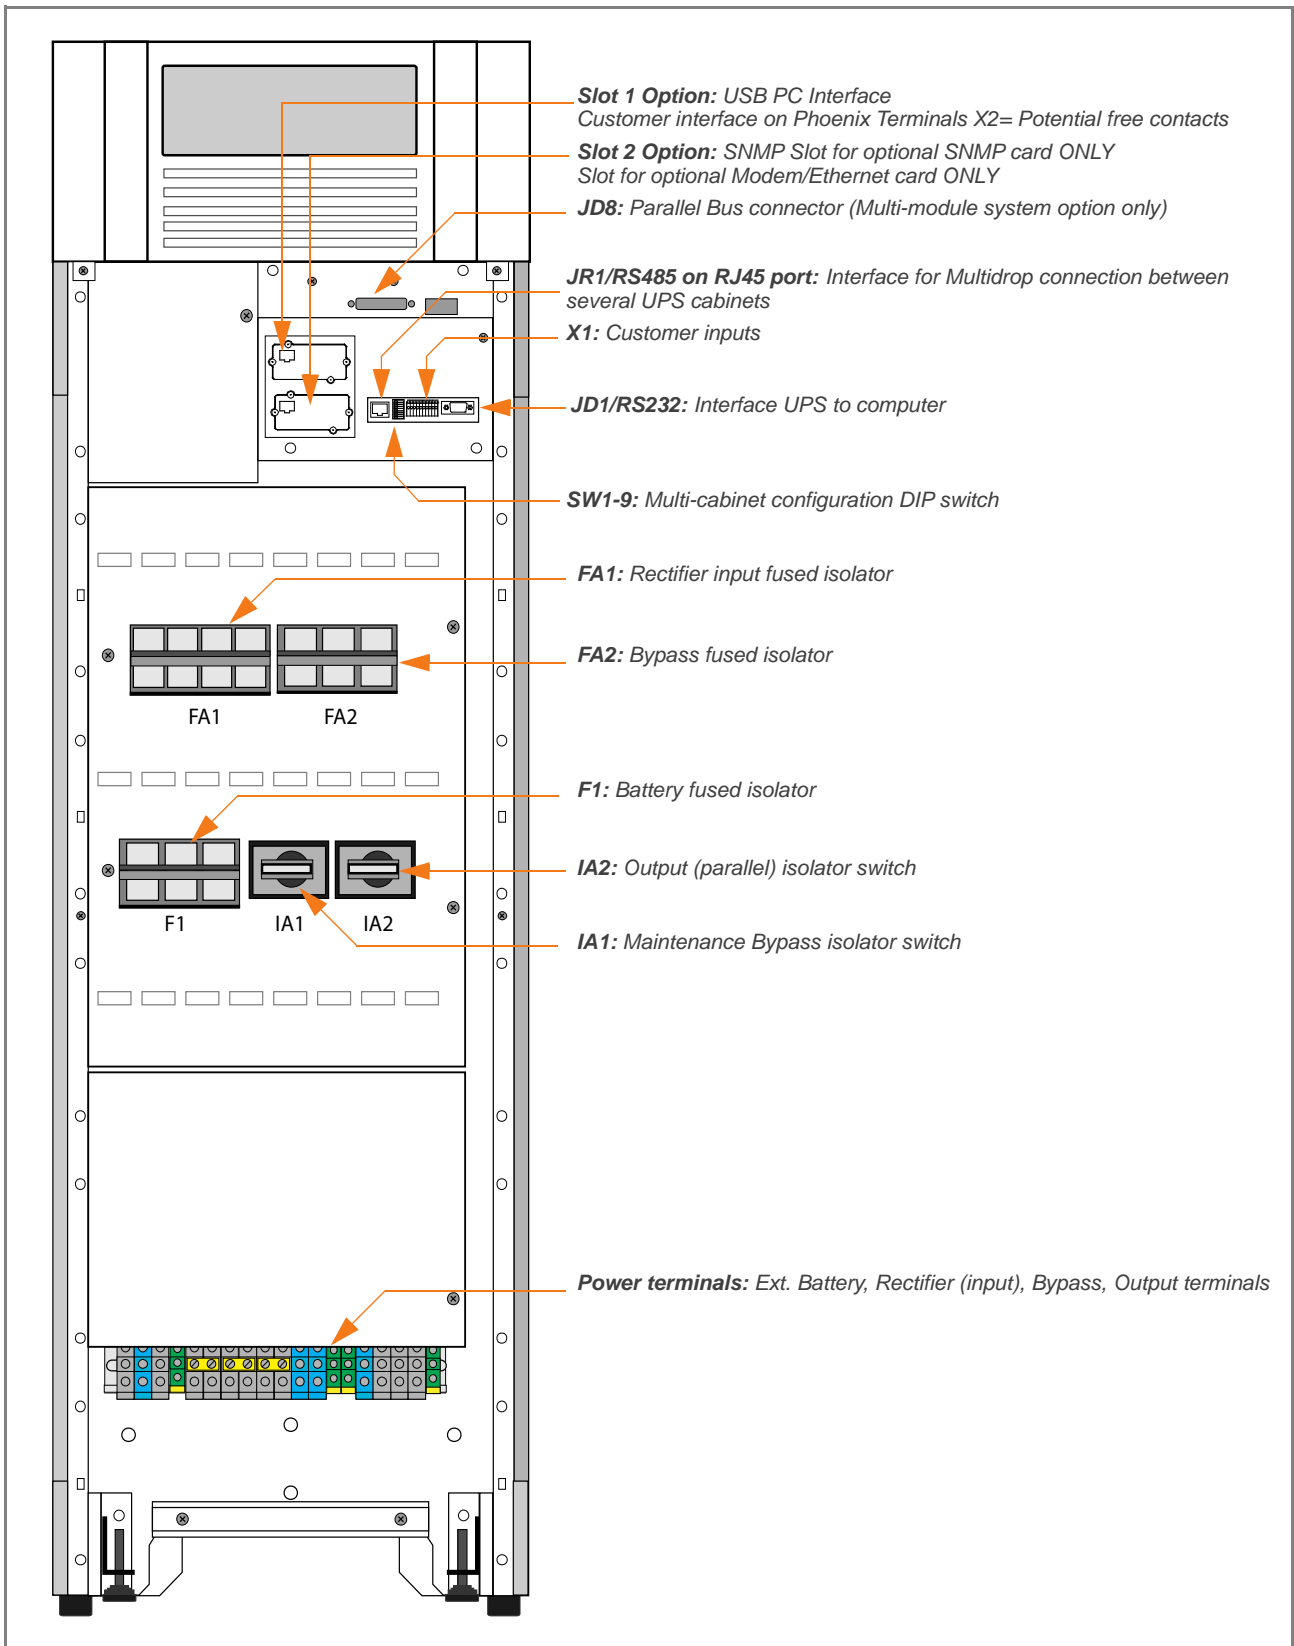 Slot 1 Option: USB PC Interface
Customer interface on Phoenix Terminals X2= Potential free contacts
Slot 2 Option: SNMP Slot for optional SNMP card ONLY
Slot for optional Modem/Ethernet card ONLY
JD8: Parallel Bus connector (Multi-module system option only)
JR1/RS485 on RJ45 port: Interface for Multidrop connection between
several UPS cabinets
X1: Customer inputs
JD1/RS232: Interface UPS to computer
SW1-9: Multi-cabinet configuration DIP switch
FA1: Rectifier input fused isolator
FA2: Bypass fused isolator
FA1
FA2
F1: Battery fused isolator
IA2: Output (parallel) isolator switch
F1
IA1
IA2
IA1: Maintenance Bypass isolator switch
Power terminals: Ext. Battery, Rectifier (input), Bypass, Output terminals